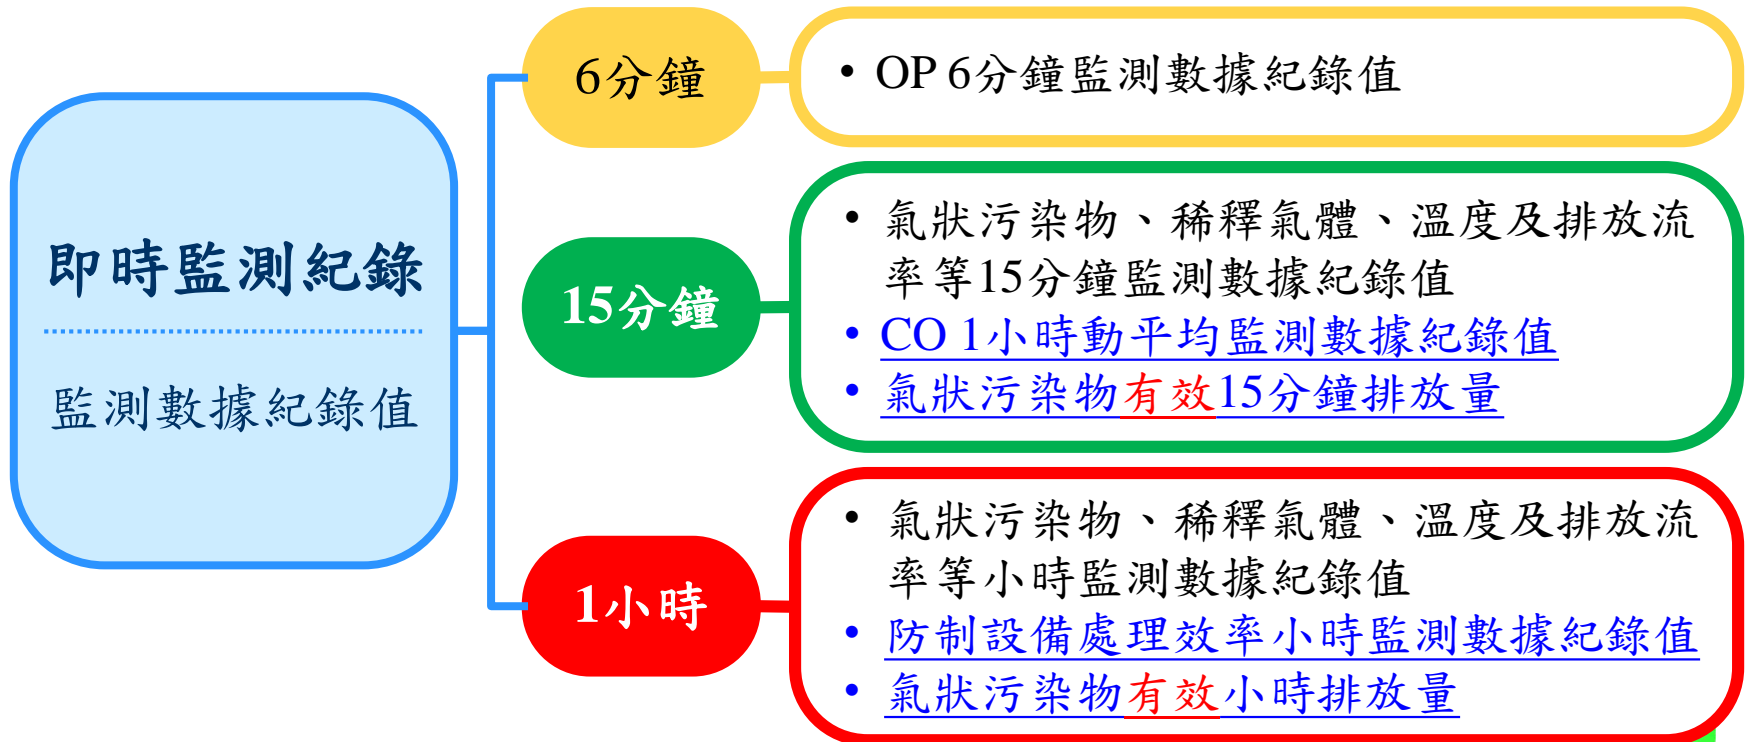 即時監測紀錄
監測數據紀錄值
6分鐘
• OP 6分鐘監測數據紀錄值
15分鐘
• 氣狀污染物、稀釋氣體、溫度及排放流
率等15分鐘監測數據紀錄值
• CO 1小時動平均監測數據紀錄值
• 氣狀污染物有效15分鐘排放量
1小時
• 氣狀污染物、稀釋氣體、溫度及排放流
率等小時監測數據紀錄值
• 防制設備處理效率小時監測數據紀錄值
• 氣狀污染物有效小時排放量